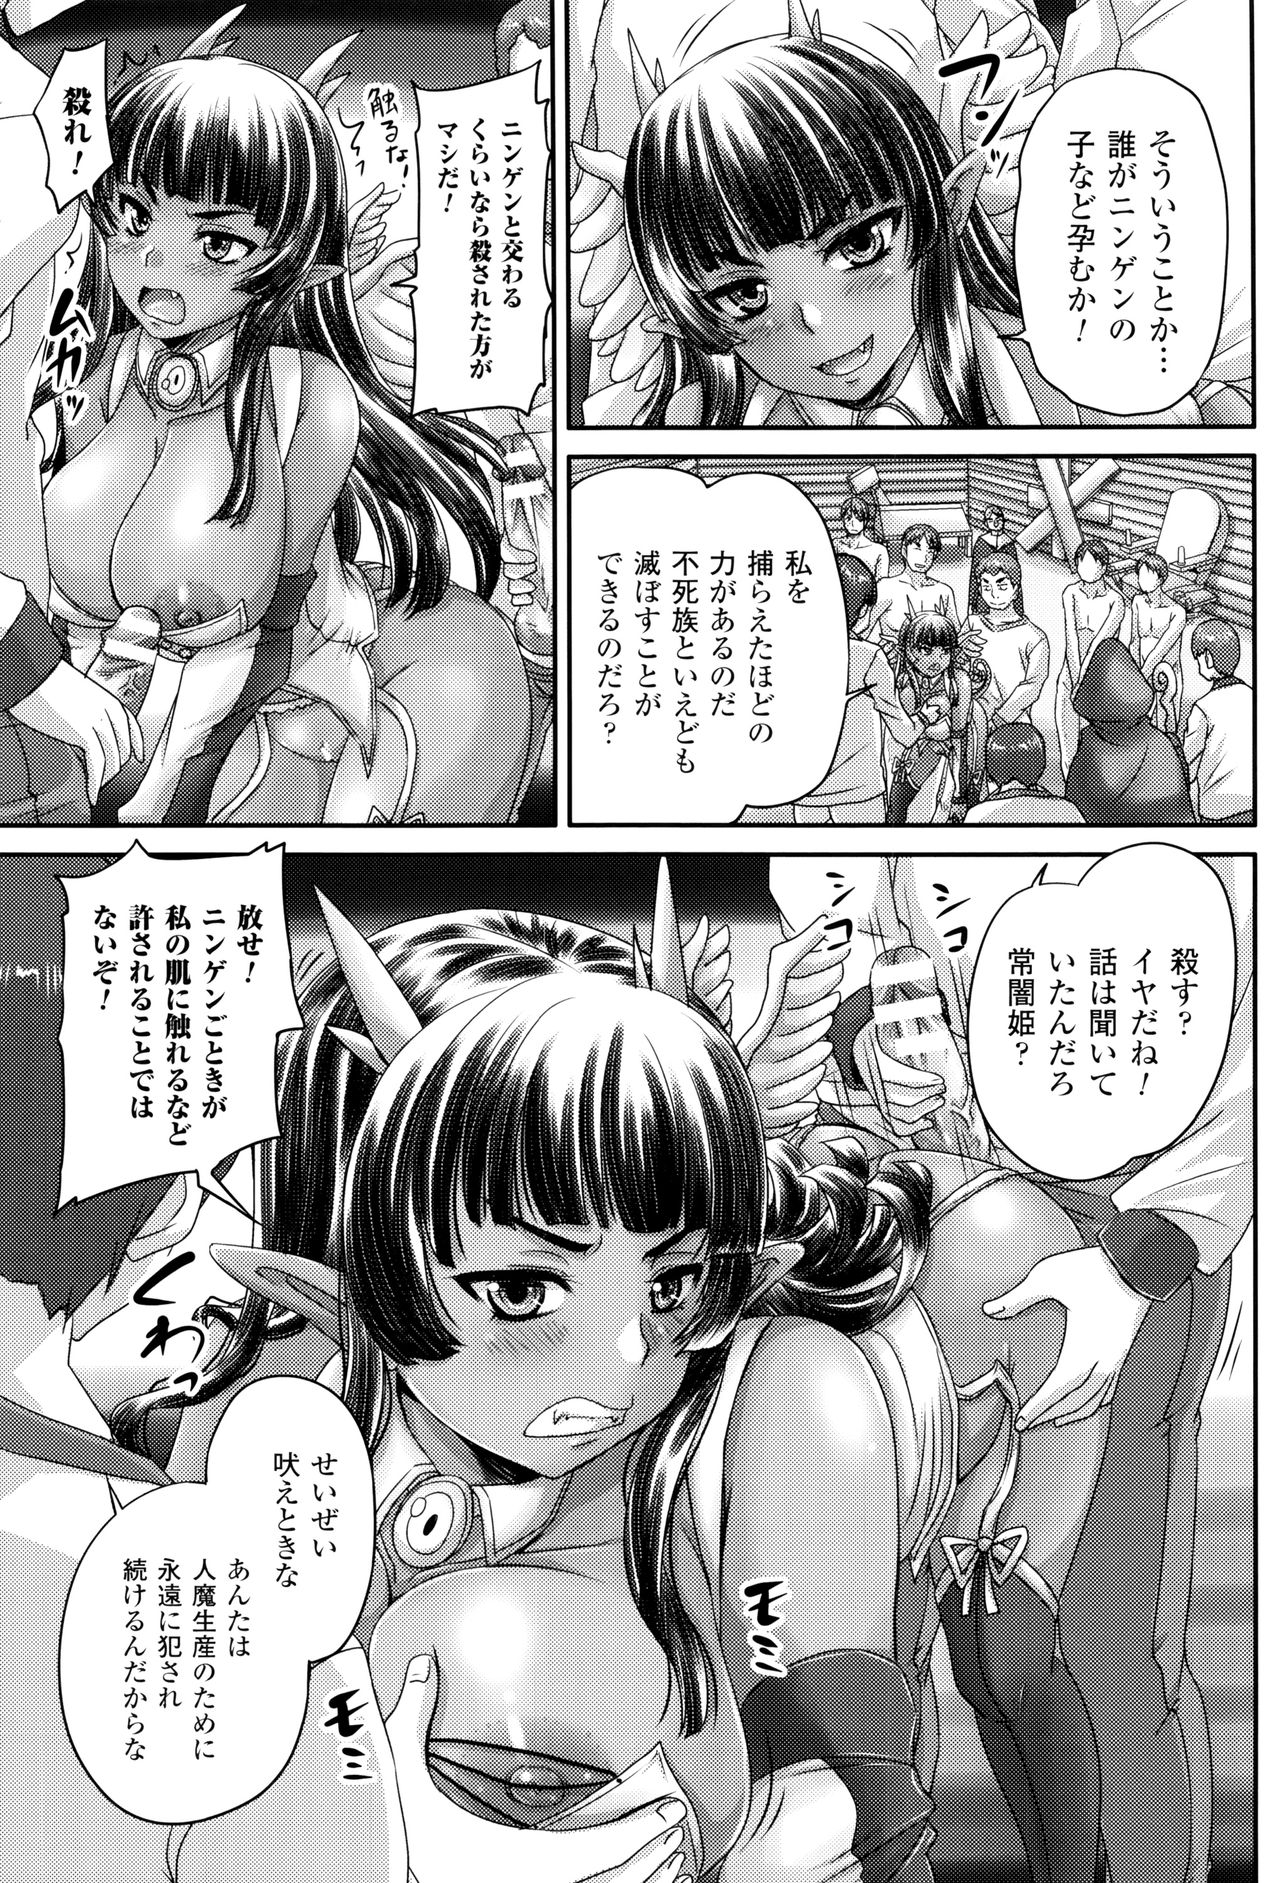 そういうことか…
誰がニンゲンの
子など孕むか！
フン
私を
捕らえたほどの
力があるのだ
不死族といえども
滅ぼすことが
できるのだろ？
ニンゲンと交わる
くらいなら殺された方が
マシだ！
触るな！
殺れ！
ムカッ
殺す？
イヤだね！
話は聞いて
いたんだろ
常闇姫？
シコ
シコ
放せ！
ニンゲンごときが
私の肌に触れるなど
許されることでは
ないぞ！
くわっ
せいぜい
吠えときな
あんたは
人魔生産のために
永遠に犯され
続けるんだからな
モミ
モミ